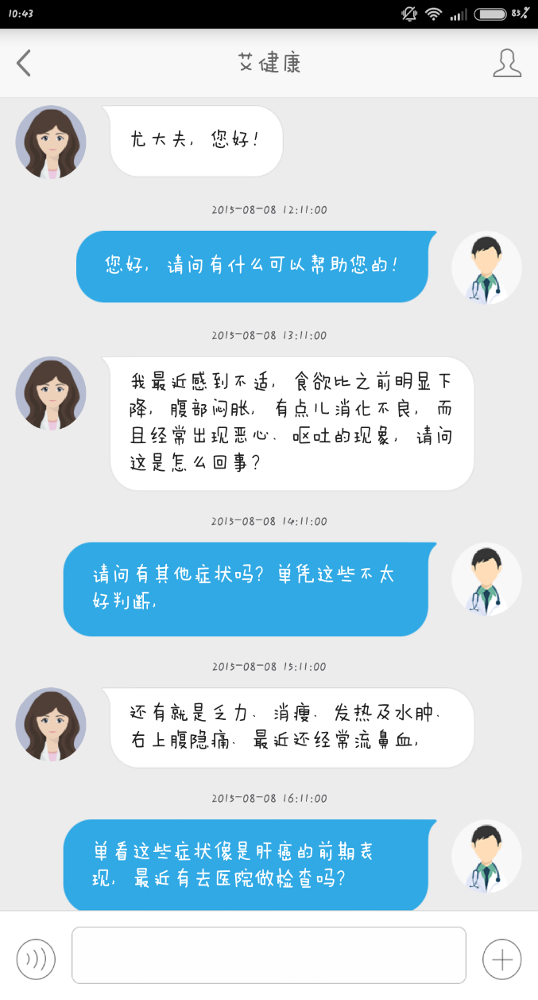 10:43
85%
艾健康
尤大夫，您好！
2015-08-08 12:11:00
您好，请问有什么可以帮助您的！
2015-08-08 13:11:00
我最近感到不适，食欲比之前明显下
降，腹部闷胀，有点儿消化不良，而
且经常出现恶心、呕吐的现象，请问
这是怎么回事？
2015-08-08 14:11:00
请问有其他症状吗？单凭这些不太
好判断，
2015-08-08 15:11:00
还有就是乏力、消瘦、发热及水肿、
右上腹隐痛、最近还经常流鼻血，
2015-08-08 16:11:00
单看这些症状像是肝癌的前期表
现，最近有去医院做检查吗？